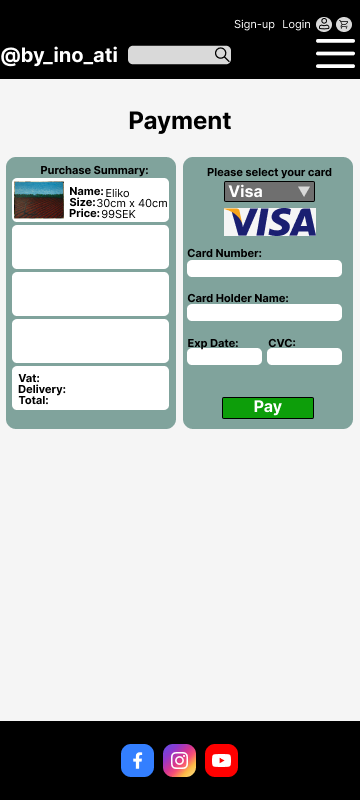 Sign-up Login
@by_ino_ati
Payment
Purchase Summary:
Name: Eliko
Size: 30cm x 40cm
Price: 99SEK
Vat:
Delivery:
Total:
Please select your card
Visa
VISA
Card Number:
Card Holder Name:
Exp Date: CVC:
Pay